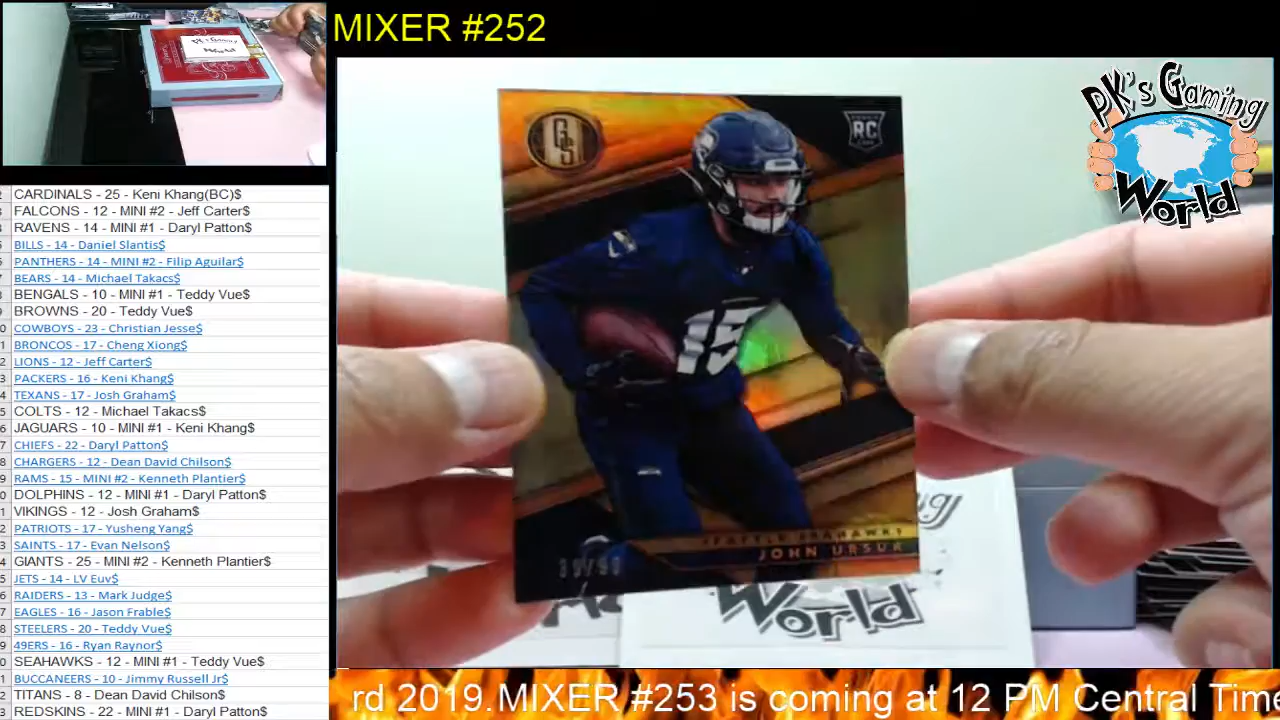 MIXER #252
PK's Gaming
World
CARDINALS - 25 - Keni Khang(BC)$
FALCONS - 12 - MINI #2 - Jeff Carter$
RAVENS - 14 - MINI #1 - Daryl Patton$
BILLS - 14 - Daniel Slantis$
PANTHERS - 14 - MINI #2 - Filip Aguilar$
BEARS - 14 - Michael Takacs$
BENGALS - 10 - MINI #1 - Teddy Vue$
BROWNS - 20 - Teddy Vue$
COWBOYS - 23 - Christian Jesse$
BRONCOS - 17 - Cheng Xiong$
LIONS - 12 - Jeff Carter$
PACKERS - 16 - Keni Khang$
TEXANS - 17 - Josh Graham$
COLTS - 12 - Michael Takacs$
JAGUARS - 10 - MINI #1 - Keni Khang$
CHIEFS - 22 - Daryl Patton$
CHARGERS - 12 - Dean David Chilson$
RAMS - 15 - MINI #2 - Kenneth Plantier$
DOLPHINS - 12 - MINI #1 - Daryl Patton$
VIKINGS - 12 - Josh Graham$
PATRIOTS - 17 - Yusheng Yang$
SAINTS - 17 - Evan Nelson$
GIANTS - 25 - MINI #2 - Kenneth Plantier$
JETS - 14 - LV Euv$
RAIDERS - 13 - Mark Judge$
EAGLES - 16 - Jason Frable$
STEELERS - 20 - Teddy Vue$
49ERS - 16 - Ryan Raynor$
SEAHAWKS - 12 - MINI #1 - Teddy Vue$
BUCCANEERS - 10 - Jimmy Russell Jr$
TITANS - 8 - Dean David Chilson$
REDSKINS - 22 - MINI #1 - Daryl Patton$
GS
RC
15
SEATTLE SEAHAWKS
JOHN URSUA
World
rd 2019.MIXER #253 is coming at 12 PM Central Time